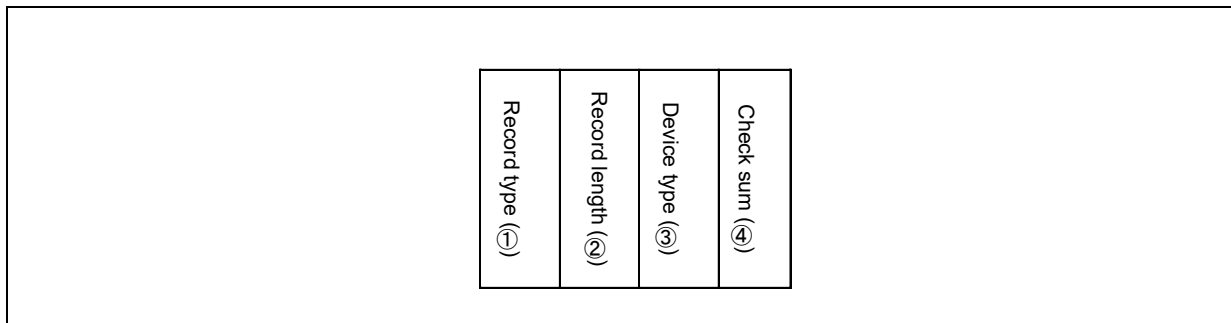 Record type (①)
Record length (②)
Device type (③)
Check sum (④)